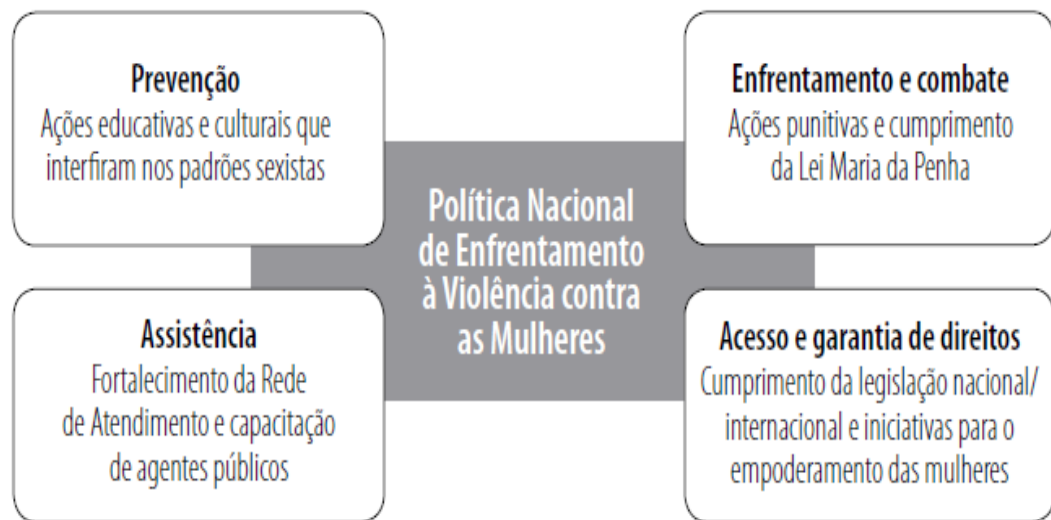 Prevenção
Ações educativas e culturais que
interfiram nos padrões sexistas
Enfrentamento e combate
Ações punitivas e cumprimento
da Lei Maria da Penha
Política Nacional
de Enfrentamento
à Violência contra
as Mulheres
Assistência
Fortalecimento da Rede
de Atendimento e capacitação
de agentes públicos
Acesso e garantia de direitos
Cumprimento da legislação nacional/
internacional e iniciativas para o
empoderamento das mulheres